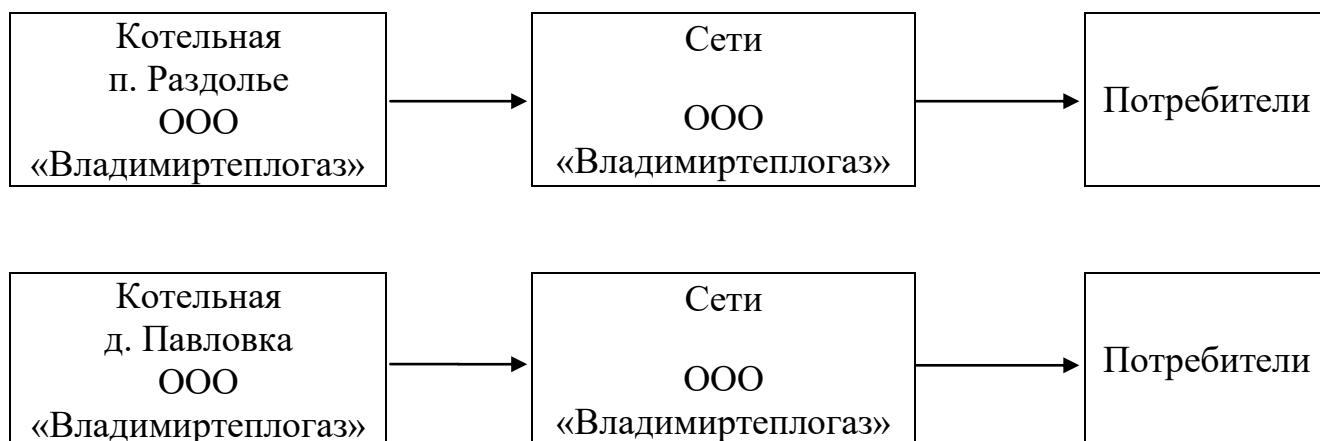 Котельная
п. Раздолье
ООО
«Владимиртеплогаз»
Сети
ООО
«Владимиртеплогаз»
Потребители
Котельная
д. Павловка
ООО
«Владимиртеплогаз»
Сети
ООО
«Владимиртеплогаз»
Потребители